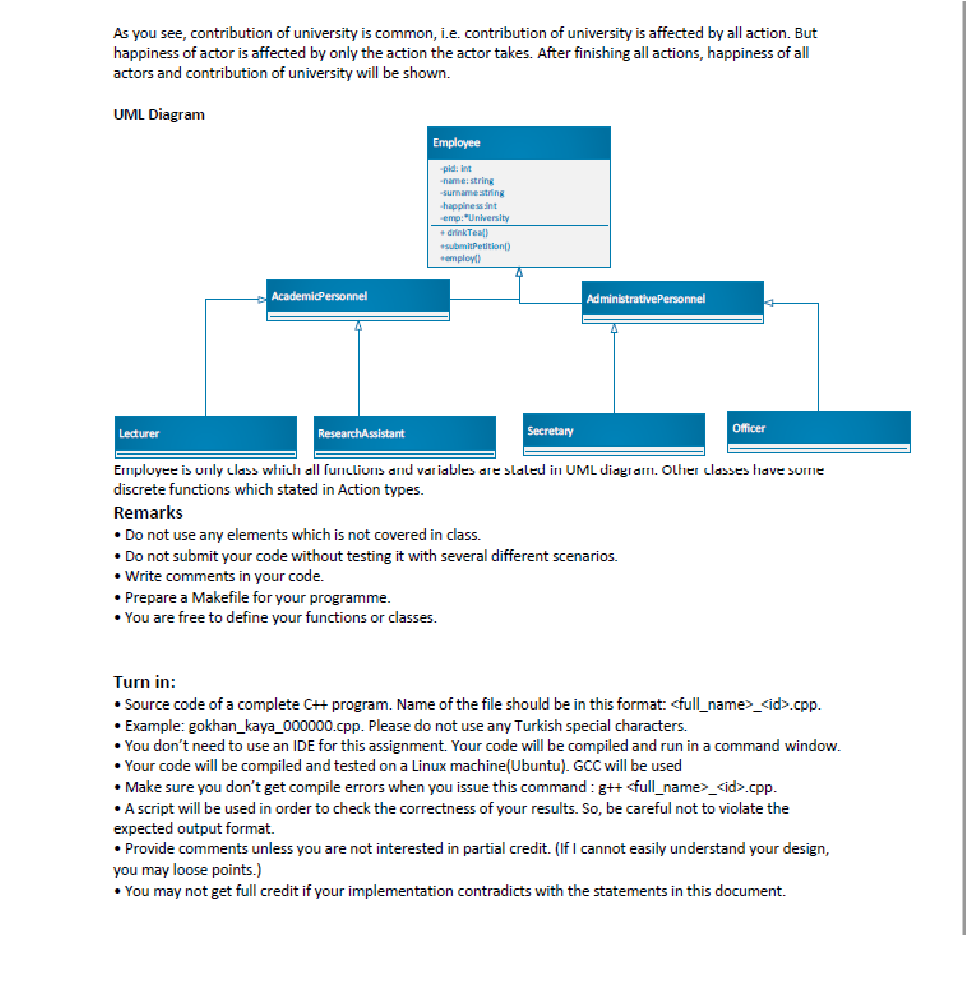 As you see, contribution of university is common, i.e. contribution of university is affected by all action. But
happiness of actor is affected by only the action the actor takes. After finishing all actions, happiness of all
actors and contribution of university will be shown.
UML Diagram
Employee
-pid: int
-name: string
-surname:string
-happiness:int
-emp:*University
+ drinkTea()
+submitPetition()
+employ()
AcademicPersonnel
AdministrativePersonnel
Lecturer
ResearchAssistant
Secretary
Officer
Employee is only class which all functions and variables are stated in UML diagram. Other classes have some
discrete functions which stated in Action types.
Remarks
• Do not use any elements which is not covered in class.
• Do not submit your code without testing it with several different scenarios.
• Write comments in your code.
• Prepare a Makefile for your programme.
• You are free to define your functions or classes.
Turn in:
• Source code of a complete C++ program. Name of the file should be in this format: <full_name>_<id>.cpp.
• Example: gokhan_kaya_000000.cpp. Please do not use any Turkish special characters.
• You don't need to use an IDE for this assignment. Your code will be compiled and run in a command window.
• Your code will be compiled and tested on a Linux machine(Ubuntu). GCC will be used
• Make sure you don't get compile errors when you issue this command : g++ <full_name>_<id>.cpp.
• A script will be used in order to check the correctness of your results. So, be careful not to violate the
expected output format.
• Provide comments unless you are not interested in partial credit. (If I cannot easily understand your design,
you may loose points.)
• You may not get full credit if your implementation contradicts with the statements in this document.